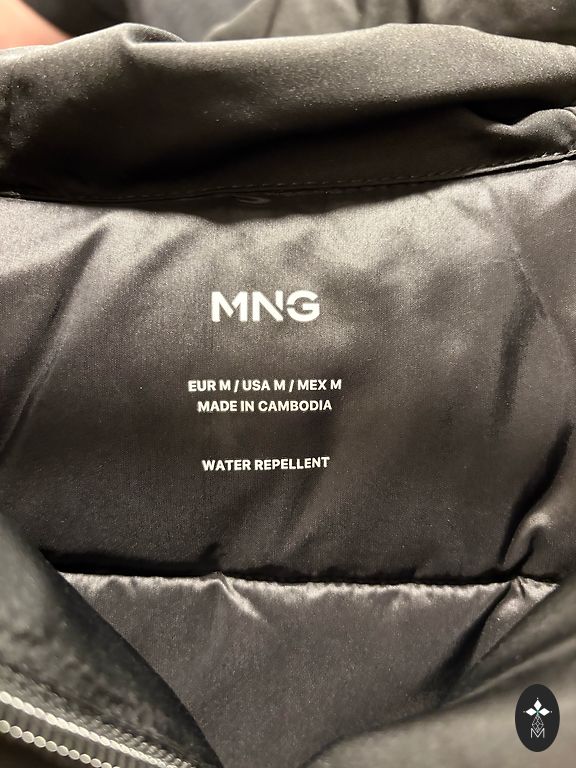 MNG
EUR M / USA M / MEX M
MADE IN CAMBODIA
WATER REPELLENT
M